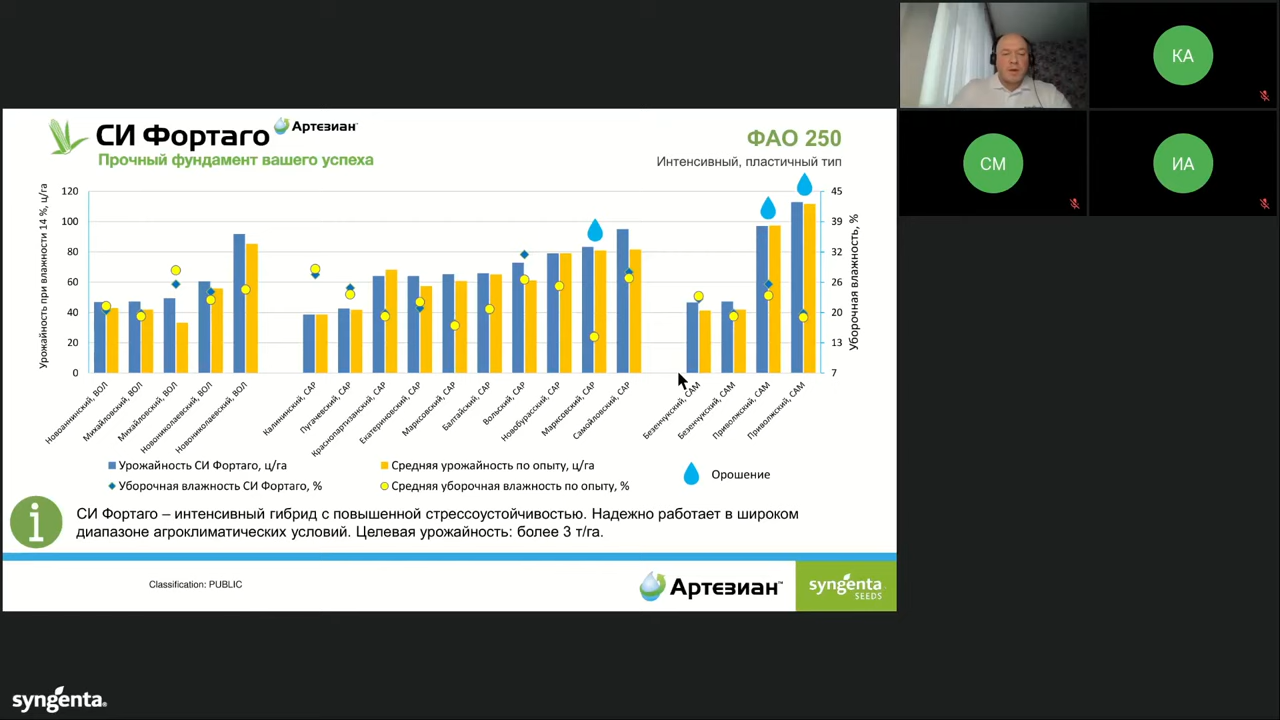 КА
СМ
ИА
СИ Фортаго Артєзиан™
Прочный фундамент вашего успеха
ФАО 250
Интенсивный, пластичный тип
Урожайность при влажности 14 %, ц/га
120
100
80
60
40
20
0
45
39
32
26
20
13
7
Уборочная влажность, %
Новоаннинский, ВОЛ
Михайловский, ВОЛ
Михайловский, ВОЛ
Новониколаевский, ВОЛ
Новониколаевский, ВОЛ
Калининский, САР
Пугачевский, САР
Краснопартизанский, САР
Екатериновский, САР
Марксовский, САР
Балтайский, САР
Вольский, САР
Новобурасский, САР
Марксовский, САР
Самойловский, САР
Безенчукский, САМ
Безенчукский, САМ
Приволжский, САМ
Приволжский, САМ
Урожайность СИ Фортаго, ц/га
Средняя урожайность по опыту, ц/га
Орошение
Уборочная влажность СИ Фортаго, %
Средняя уборочная влажность по опыту, %
i
СИ Фортаго – интенсивный гибрид с повышенной стрессоустойчивостью. Надежно работает в широком
диапазоне агроклиматических условий. Целевая урожайность: более 3 т/га.
Classification: PUBLIC
Артєзиан™
syngenta
SEEDS
syngenta®